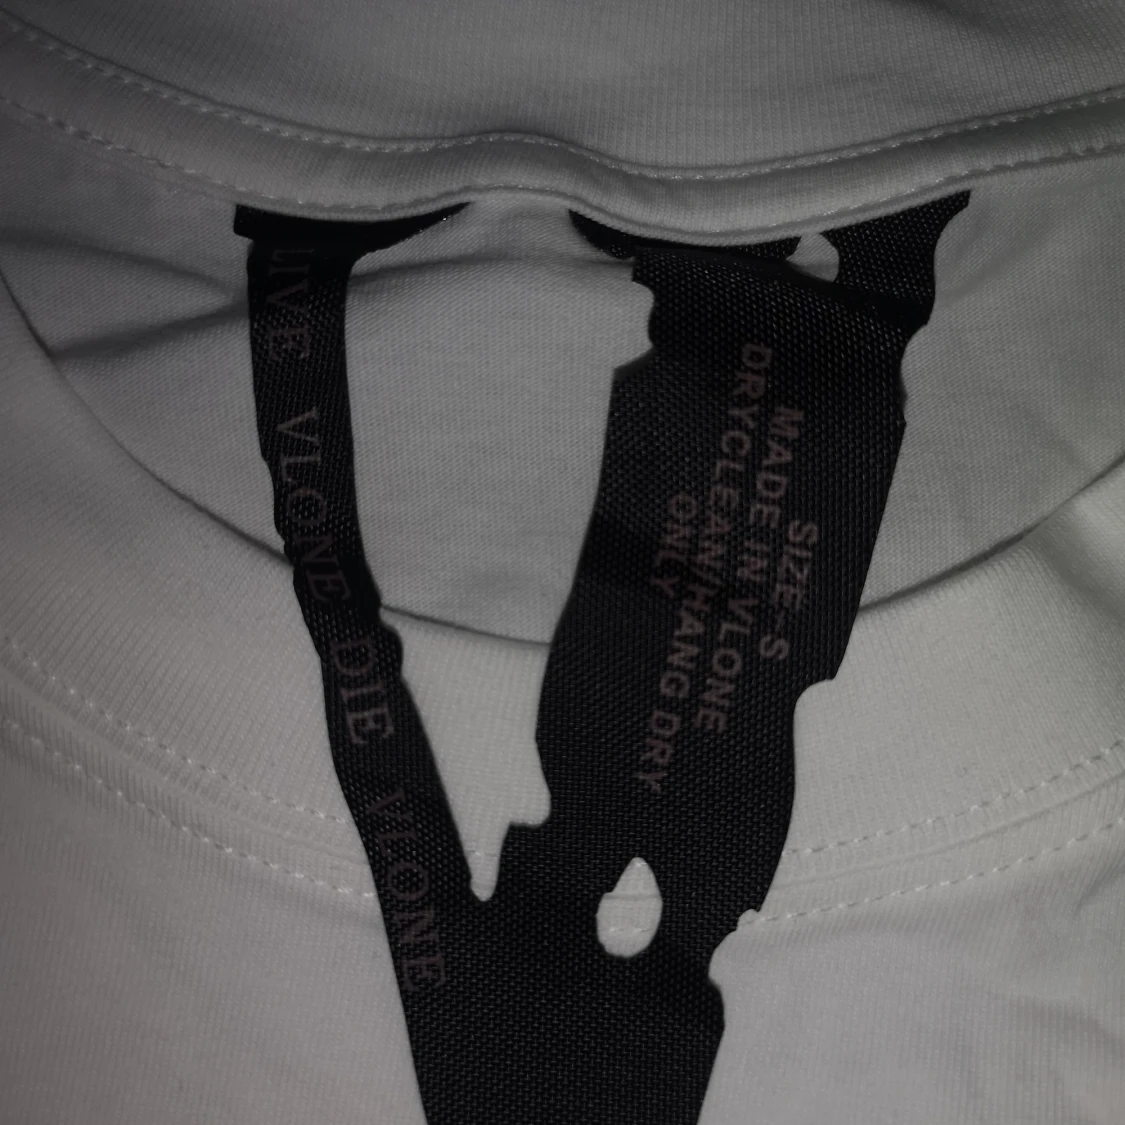 LIVE VLONE DIE VLONE
SIZE-S
MADE IN VLONE
DRYCLEAN/HANG DRY
ONLY